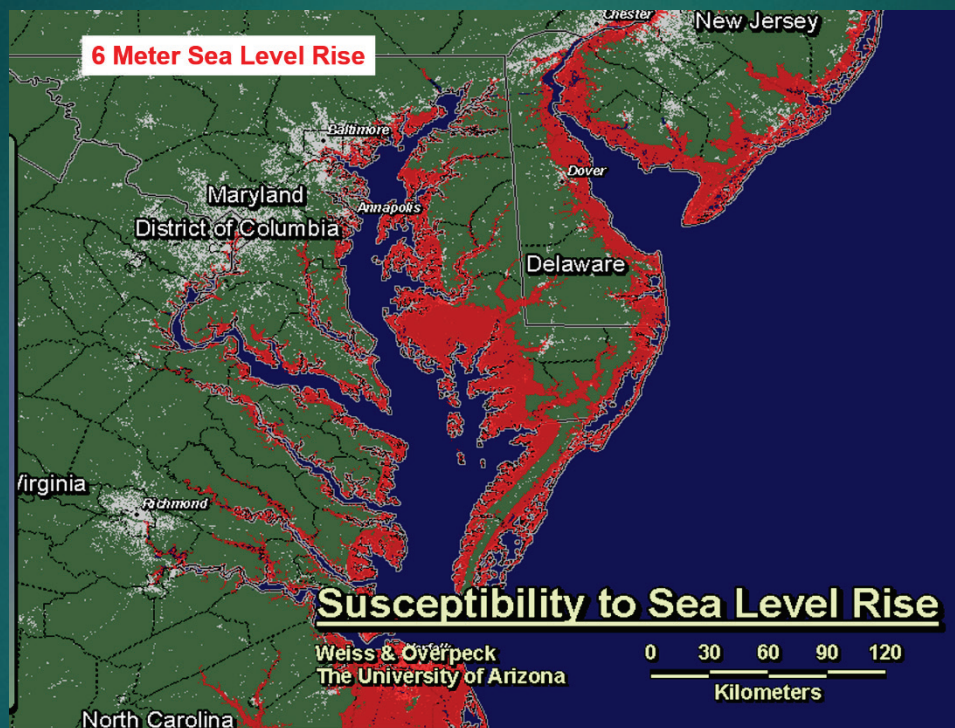 Chester
New Jersey
6 Meter Sea Level Rise
Baltimore
Dover
Maryland
Annapolis
District of Columbia
Delaware
Virginia
Richmond
Susceptibility to Sea Level Rise
Weiss & Overpeck
0 30 60 90 120
The University of Arizona
Kilometers
North Carolina